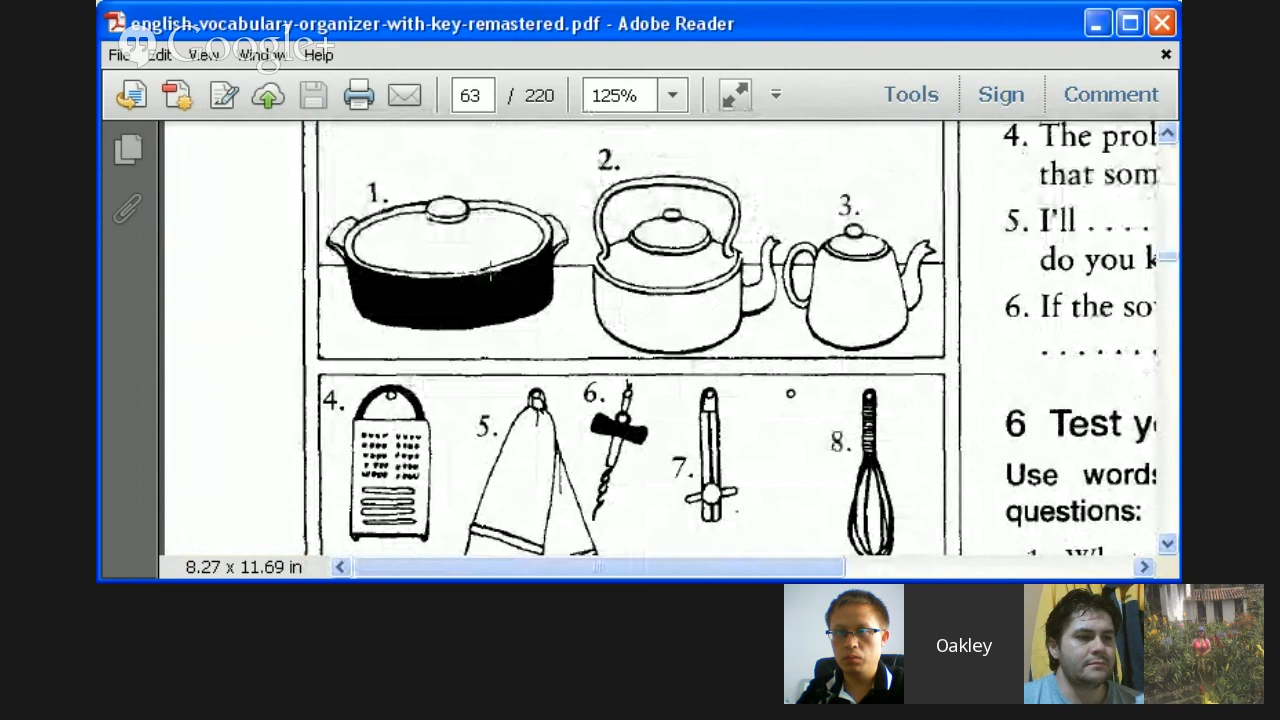 english-vocabulary-organizer-with-key-remastered.pdf - Adobe Reader
Google+
File Edit View Window Help
63 / 220 125% Tools Sign Comment
4. The
that som
2.
1.
3.
5. I'll . . . .
do you k
6. If the so
. . . . . . .
4.
5.
6.
7.
8.
6 Test y
Use words
questions:
8.27 x 11.69 in
Oakley